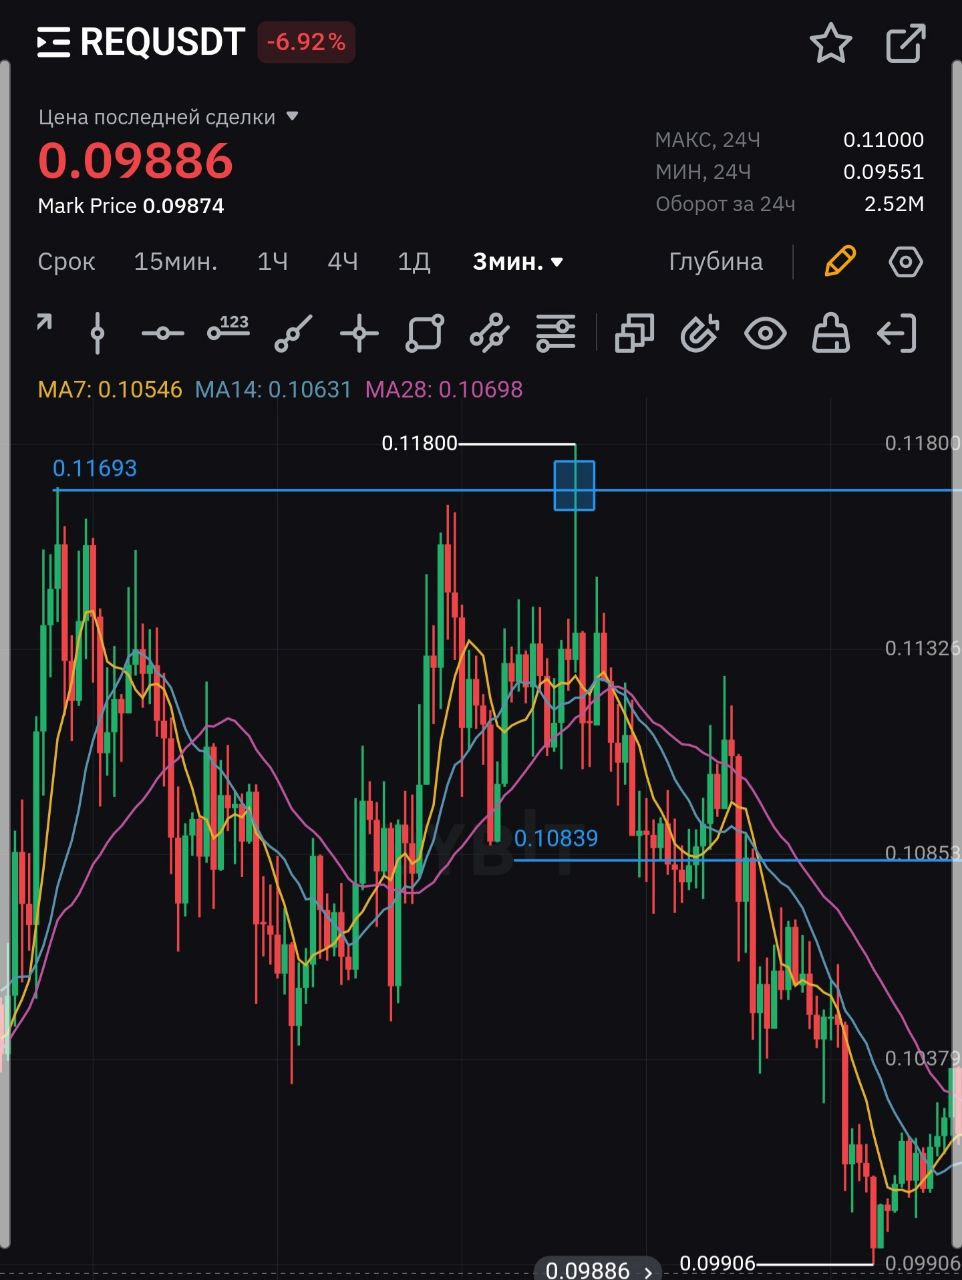 REQUSDT -6.92%
Цена последней сделки
0.09886
Mark Price 0.09874
МАКС, 24Ч 0.11000
МИН, 24Ч 0.09551
Оборот за 24ч 2.52M
Срок 15мин. 1Ч 4Ч 1Д 3мин. Глубина
123
MA7: 0.10546 MA14: 0.10631 MA28: 0.10698
0.11800 0.11800
0.11693
0.11326
0.10839
0.10853
0.10379
0.09906 0.09906
0.09886